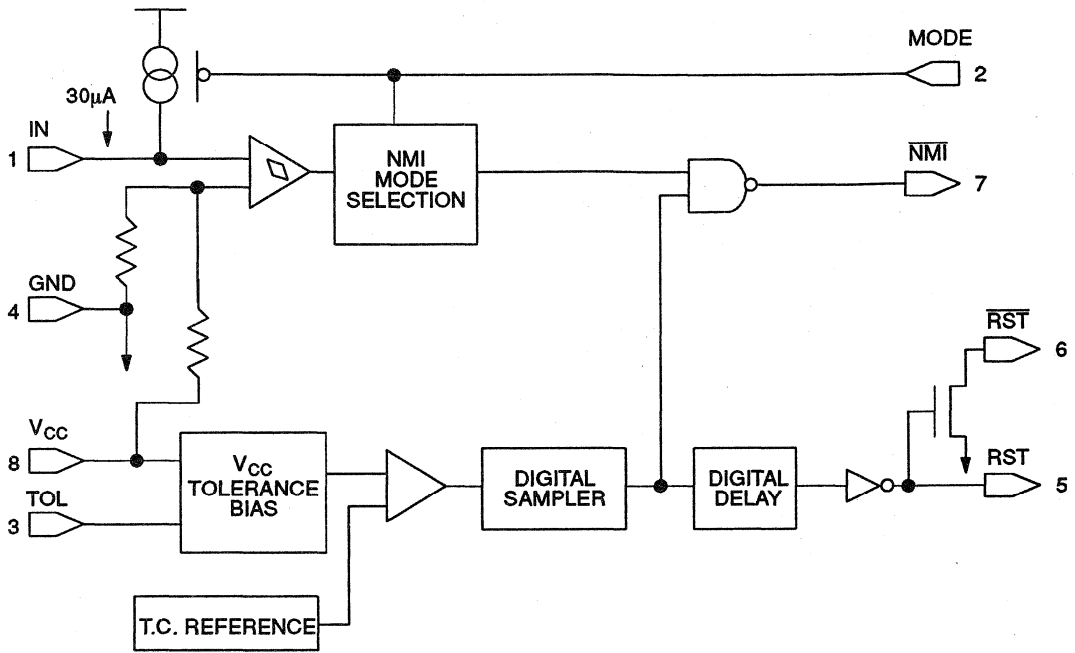 MODE
2
30μA
IN
1
NMI
MODE
SELECTION
NMI
7
GND
4
RST
6
VCC
8
VCC
TOLERANCE
BIAS
DIGITAL
SAMPLER
DIGITAL
DELAY
RST
5
TOL
3
T.C. REFERENCE